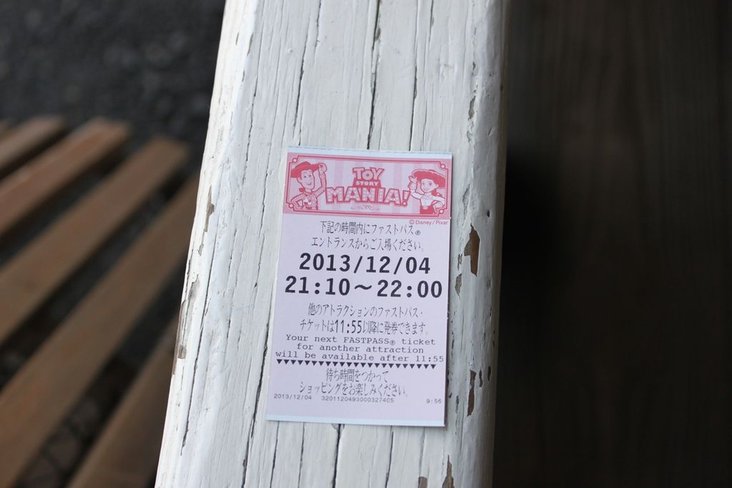 TOY
STORY
MANIA!
©Disney/Pixar
下記の時間内にファストパス®
エントランスからご入場ください。
2013/12/04
21:10～22:00
他のアトラクションのファストパス・
チケットは11:55以降に発券できます。
Your next FASTPASS® ticket
for another attraction
will be available after 11:55
待ち時間をつかって
ショッピングをお楽しみください。
2013/12/04 3201120493000327405 9:56